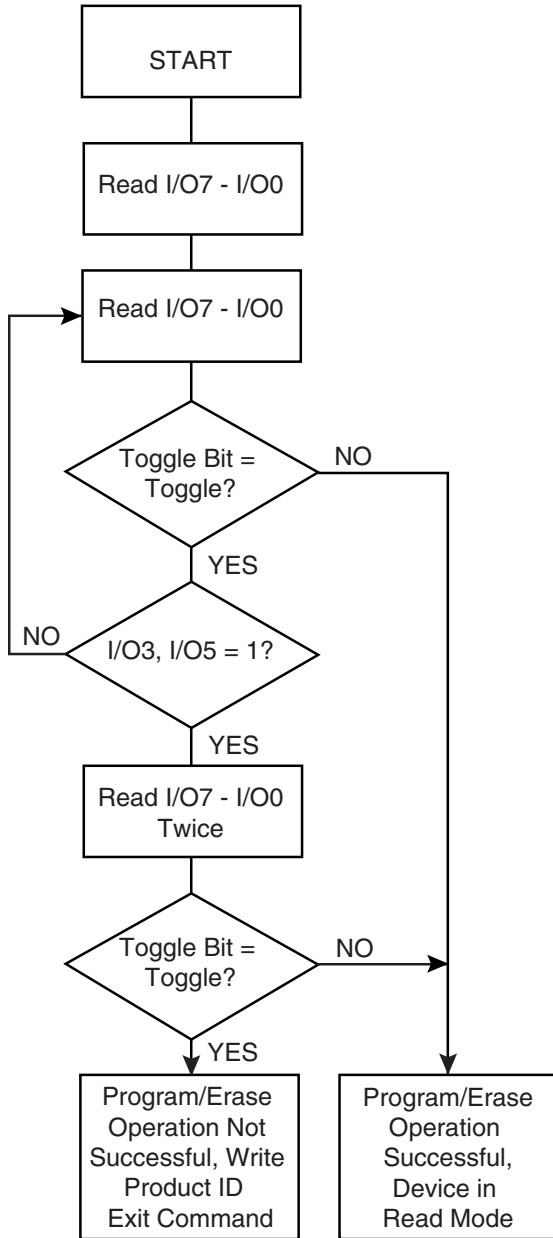 START
Read I/O7 - I/O0
Read I/O7 - I/O0
Toggle Bit =
Toggle?
NO
YES
NO
I/O3, I/O5 = 1?
YES
Read I/O7 - I/O0
Twice
Toggle Bit =
Toggle?
NO
YES
Program/Erase
Operation Not
Successful, Write
Product ID
Exit Command
Program/Erase
Operation
Successful,
Device in
Read Mode